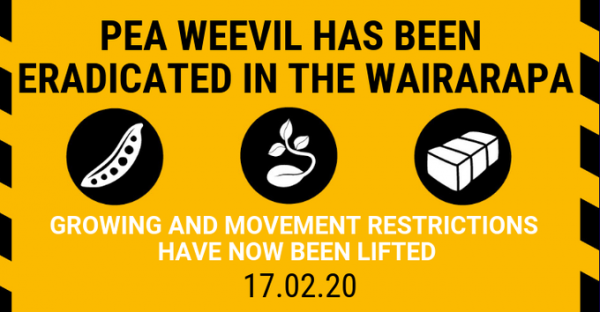 PEA WEEVIL HAS BEEN
ERADICATED IN THE WAIRARAPA
GROWING AND MOVEMENT RESTRICTIONS
HAVE NOW BEEN LIFTED
17.02.20